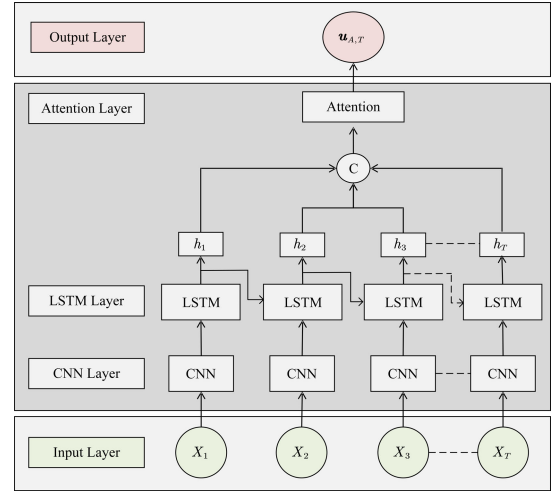 Output Layer
u_{A,T}
Attention Layer
Attention
C
h_1 h_2 h_3 h_T
LSTM Layer
LSTM LSTM LSTM LSTM
CNN Layer
CNN CNN CNN CNN
Input Layer
X_1 X_2 X_3 X_T